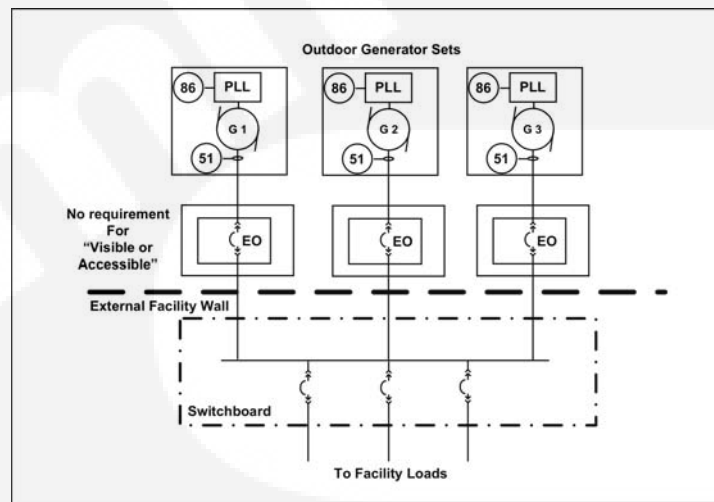 Outdoor Generator Sets
86 PLL 86 PLL 86 PLL
G 1 G 2 G 3
51 51 51
No requirement
For
"Visible or
Accessible"
EO EO EO
External Facility Wall
Switchboard
To Facility Loads